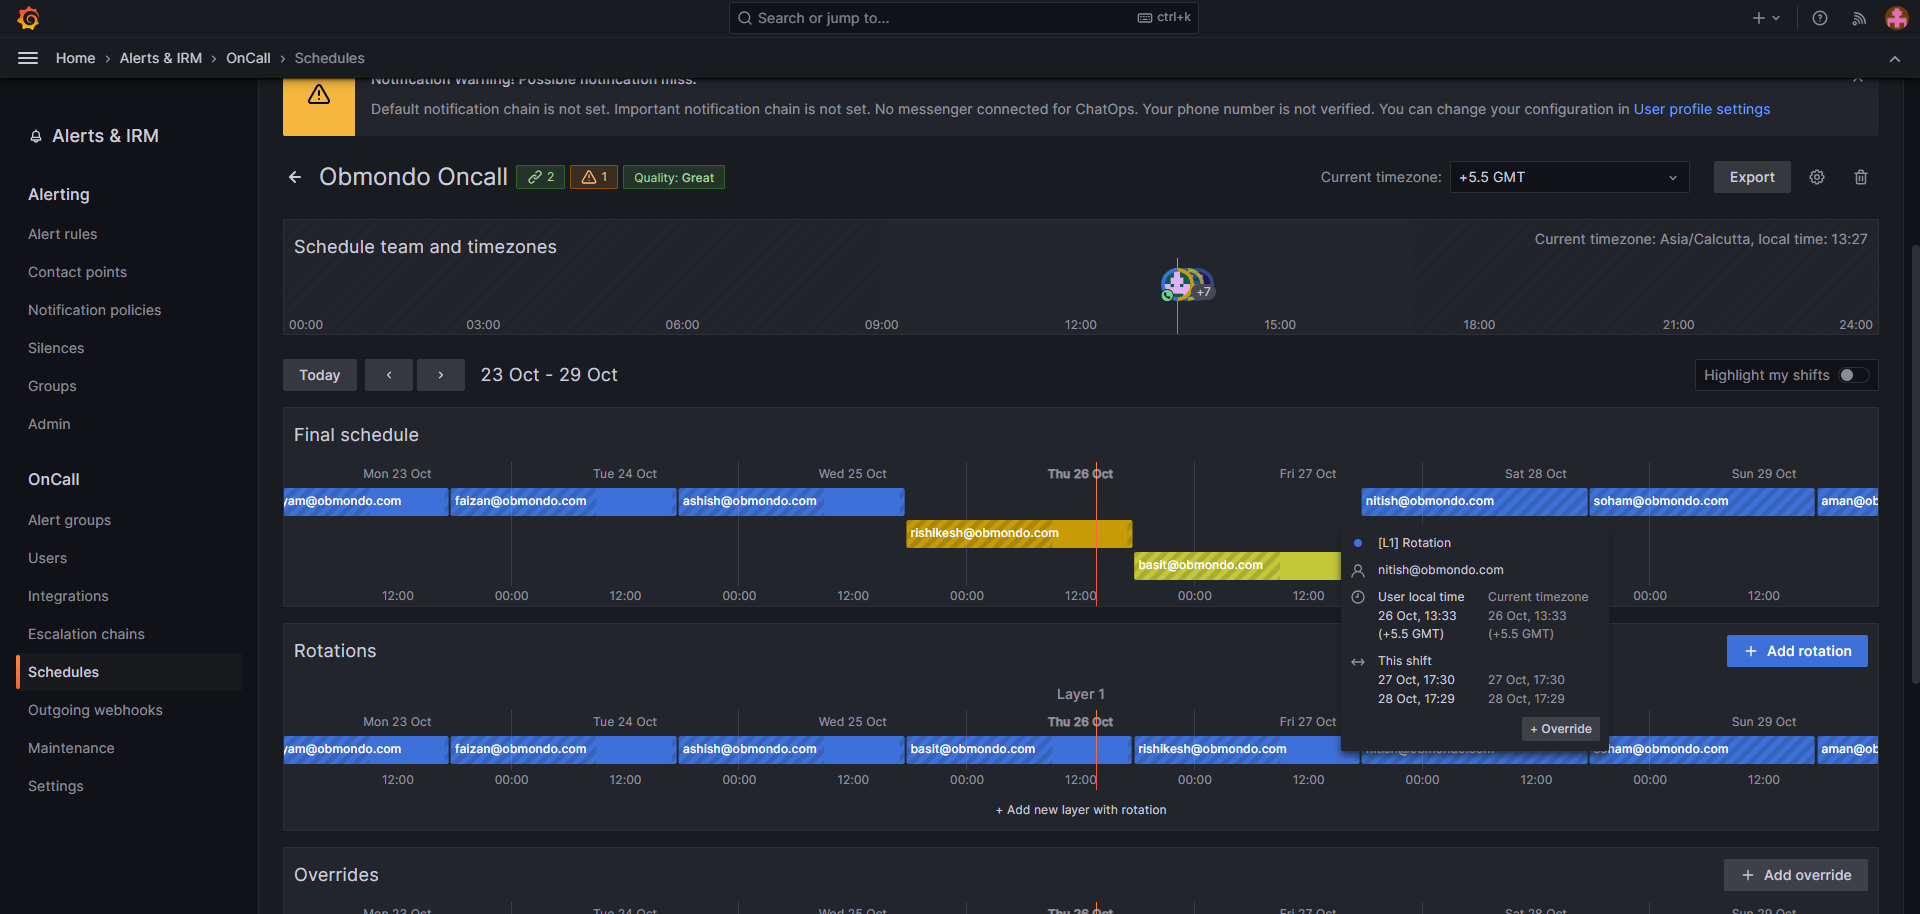 Search or jump to...
ctrl+k
Home › Alerts & IRM › OnCall › Schedules
Notification Warning! Possible notification miss.
Default notification chain is not set. Important notification chain is not set. No messenger connected for ChatOps. Your phone number is not verified. You can change your configuration in User profile settings
Alerts & IRM
Alerting
Alert rules
Contact points
Notification policies
Silences
Groups
Admin
OnCall
Alert groups
Users
Integrations
Escalation chains
Schedules
Outgoing webhooks
Maintenance
Settings
Obmondo Oncall 2 1 Quality: Great
Current timezone: +5.5 GMT Export
Schedule team and timezones
Current timezone: Asia/Calcutta, local time: 13:27
+7
00:00 03:00 06:00 09:00 12:00 15:00 18:00 21:00 24:00
Today ‹ › 23 Oct - 29 Oct
Highlight my shifts
Final schedule
Mon 23 Oct Tue 24 Oct Wed 25 Oct Thu 26 Oct Fri 27 Oct Sat 28 Oct Sun 29 Oct
yam@obmondo.com faizan@obmondo.com ashish@obmondo.com nitish@obmondo.com soham@obmondo.com aman@ob
rishikesh@obmondo.com
basit@obmondo.com
12:00 00:00 12:00 00:00 12:00 00:00 12:00 00:00 12:00 00:00 12:00
[L1] Rotation
nitish@obmondo.com
User local time Current timezone
26 Oct, 13:33 26 Oct, 13:33
(+5.5 GMT) (+5.5 GMT)
This shift
27 Oct, 17:30 27 Oct, 17:30
28 Oct, 17:29 28 Oct, 17:29
+ Override
Rotations
+ Add rotation
Layer 1
Mon 23 Oct Tue 24 Oct Wed 25 Oct Thu 26 Oct Fri 27 Oct Sun 29 Oct
yam@obmondo.com faizan@obmondo.com ashish@obmondo.com basit@obmondo.com rishikesh@obmondo.com nitish@obmondo.com soham@obmondo.com aman@ob
12:00 00:00 12:00 00:00 12:00 00:00 12:00 00:00 12:00 00:00 12:00 00:00 12:00
+ Add new layer with rotation
Overrides
+ Add override
Mon 23 Oct Tue 24 Oct Wed 25 Oct Thu 26 Oct Fri 27 Oct Sat 28 Oct Sun 29 Oct